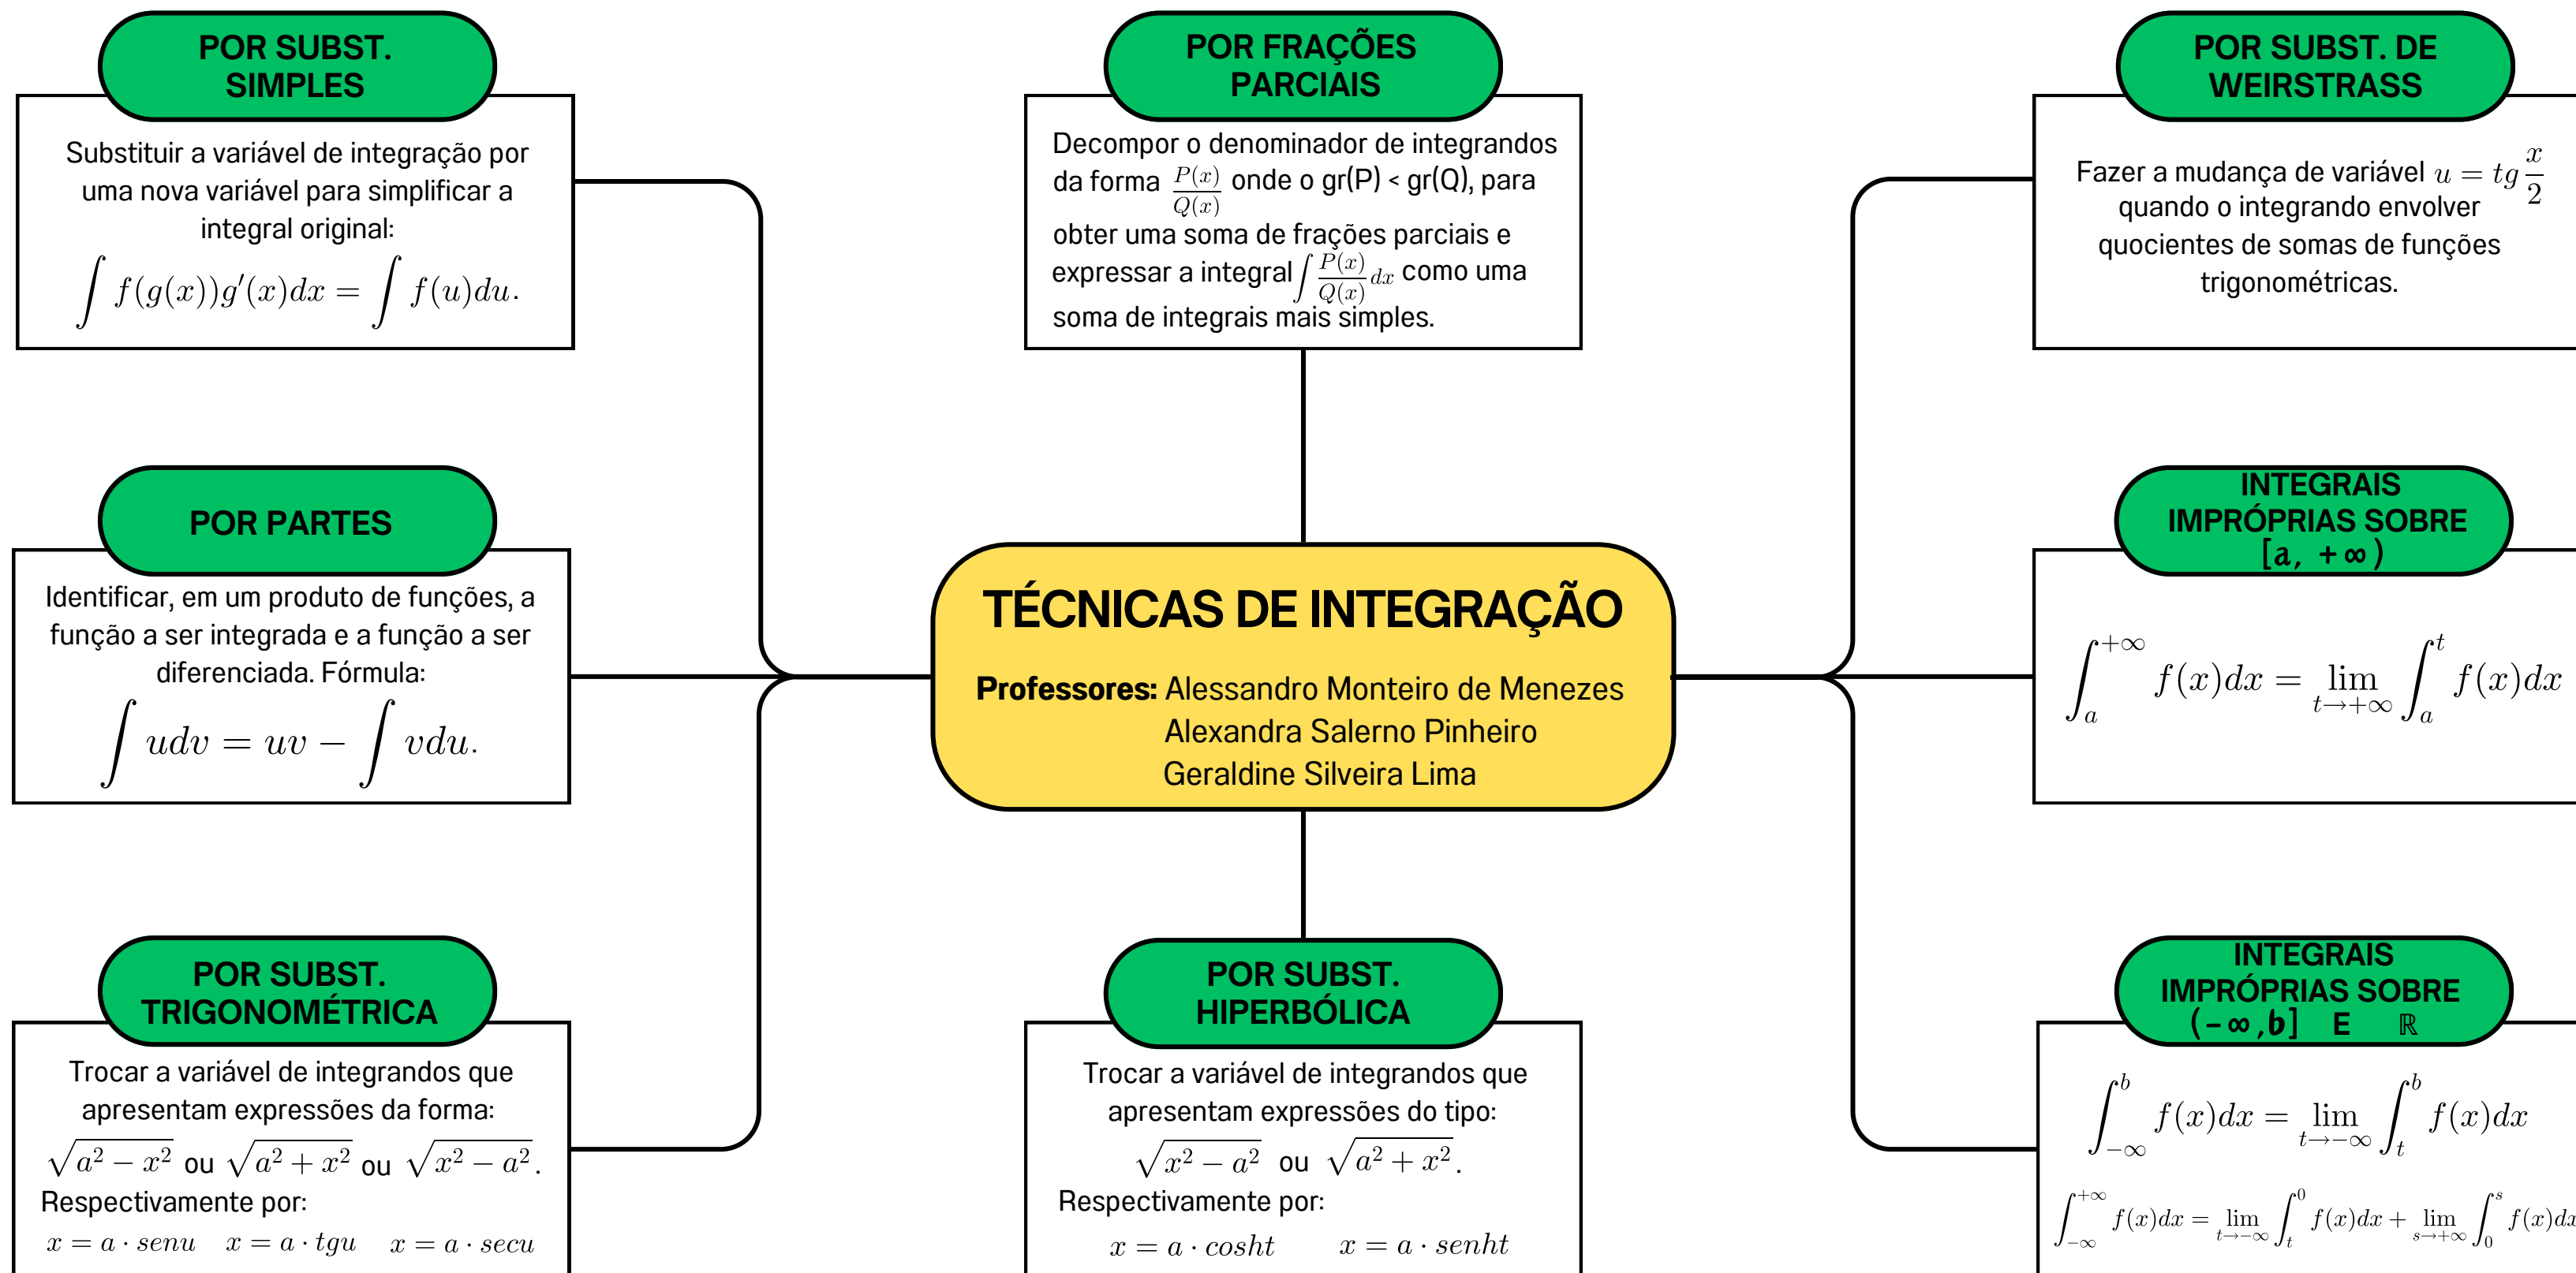 POR SUBST.
SIMPLES
Substituir a variável de integração por
uma nova variável para simplificar a
integral original:
∫ f(g(x))g′(x)dx = ∫ f(u)du.
POR FRAÇÕES
PARCIAIS
Decompor o denominador de integrandos
da forma P(x)/Q(x) onde o gr(P) < gr(Q), para
obter uma soma de frações parciais e
expressar a integral ∫ P(x)/Q(x) dx como uma
soma de integrais mais simples.
POR SUBST. DE
WEIRSTRASS
Fazer a mudança de variável u = tg x/2
quando o integrando envolver
quocientes de somas de funções
trigonométricas.
POR PARTES
Identificar, em um produto de funções, a
função a ser integrada e a função a ser
diferenciada. Fórmula:
∫ udv = uv − ∫ vdu.
TÉCNICAS DE INTEGRAÇÃO
Professores: Alessandro Monteiro de Menezes
Alexandra Salerno Pinheiro
Geraldine Silveira Lima
INTEGRAIS
IMPRÓPRIAS SOBRE
[a, +∞)
∫_a^{+∞} f(x)dx = lim_{t→+∞} ∫_a^t f(x)dx
POR SUBST.
TRIGONOMÉTRICA
Trocar a variável de integrandos que
apresentam expressões da forma:
√(a² − x²) ou √(a² + x²) ou √(x² − a²).
Respectivamente por:
x = a · senu x = a · tgu x = a · secu
POR SUBST.
HIPERBÓLICA
Trocar a variável de integrandos que
apresentam expressões do tipo:
√(x² − a²) ou √(a² + x²).
Respectivamente por:
x = a · cosht x = a · senht
INTEGRAIS
IMPRÓPRIAS SOBRE
(-∞,b] E ℝ
∫_{−∞}^b f(x)dx = lim_{t→−∞} ∫_t^b f(x)dx
∫_{−∞}^{+∞} f(x)dx = lim_{t→−∞} ∫_t^0 f(x)dx + lim_{s→+∞} ∫_0^s f(x)dx